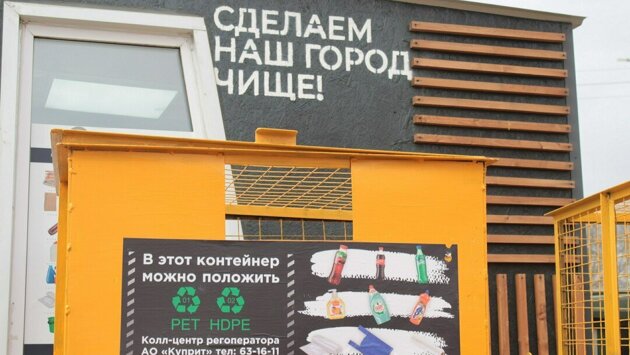 СДЕЛАЕМ
НАШ ГОРОД
ЧИЩЕ!
В этот контейнер
можно положить
01 02
PET HDPE
Колл-центр регоператора
АО «Куприт» тел: 63-16-11